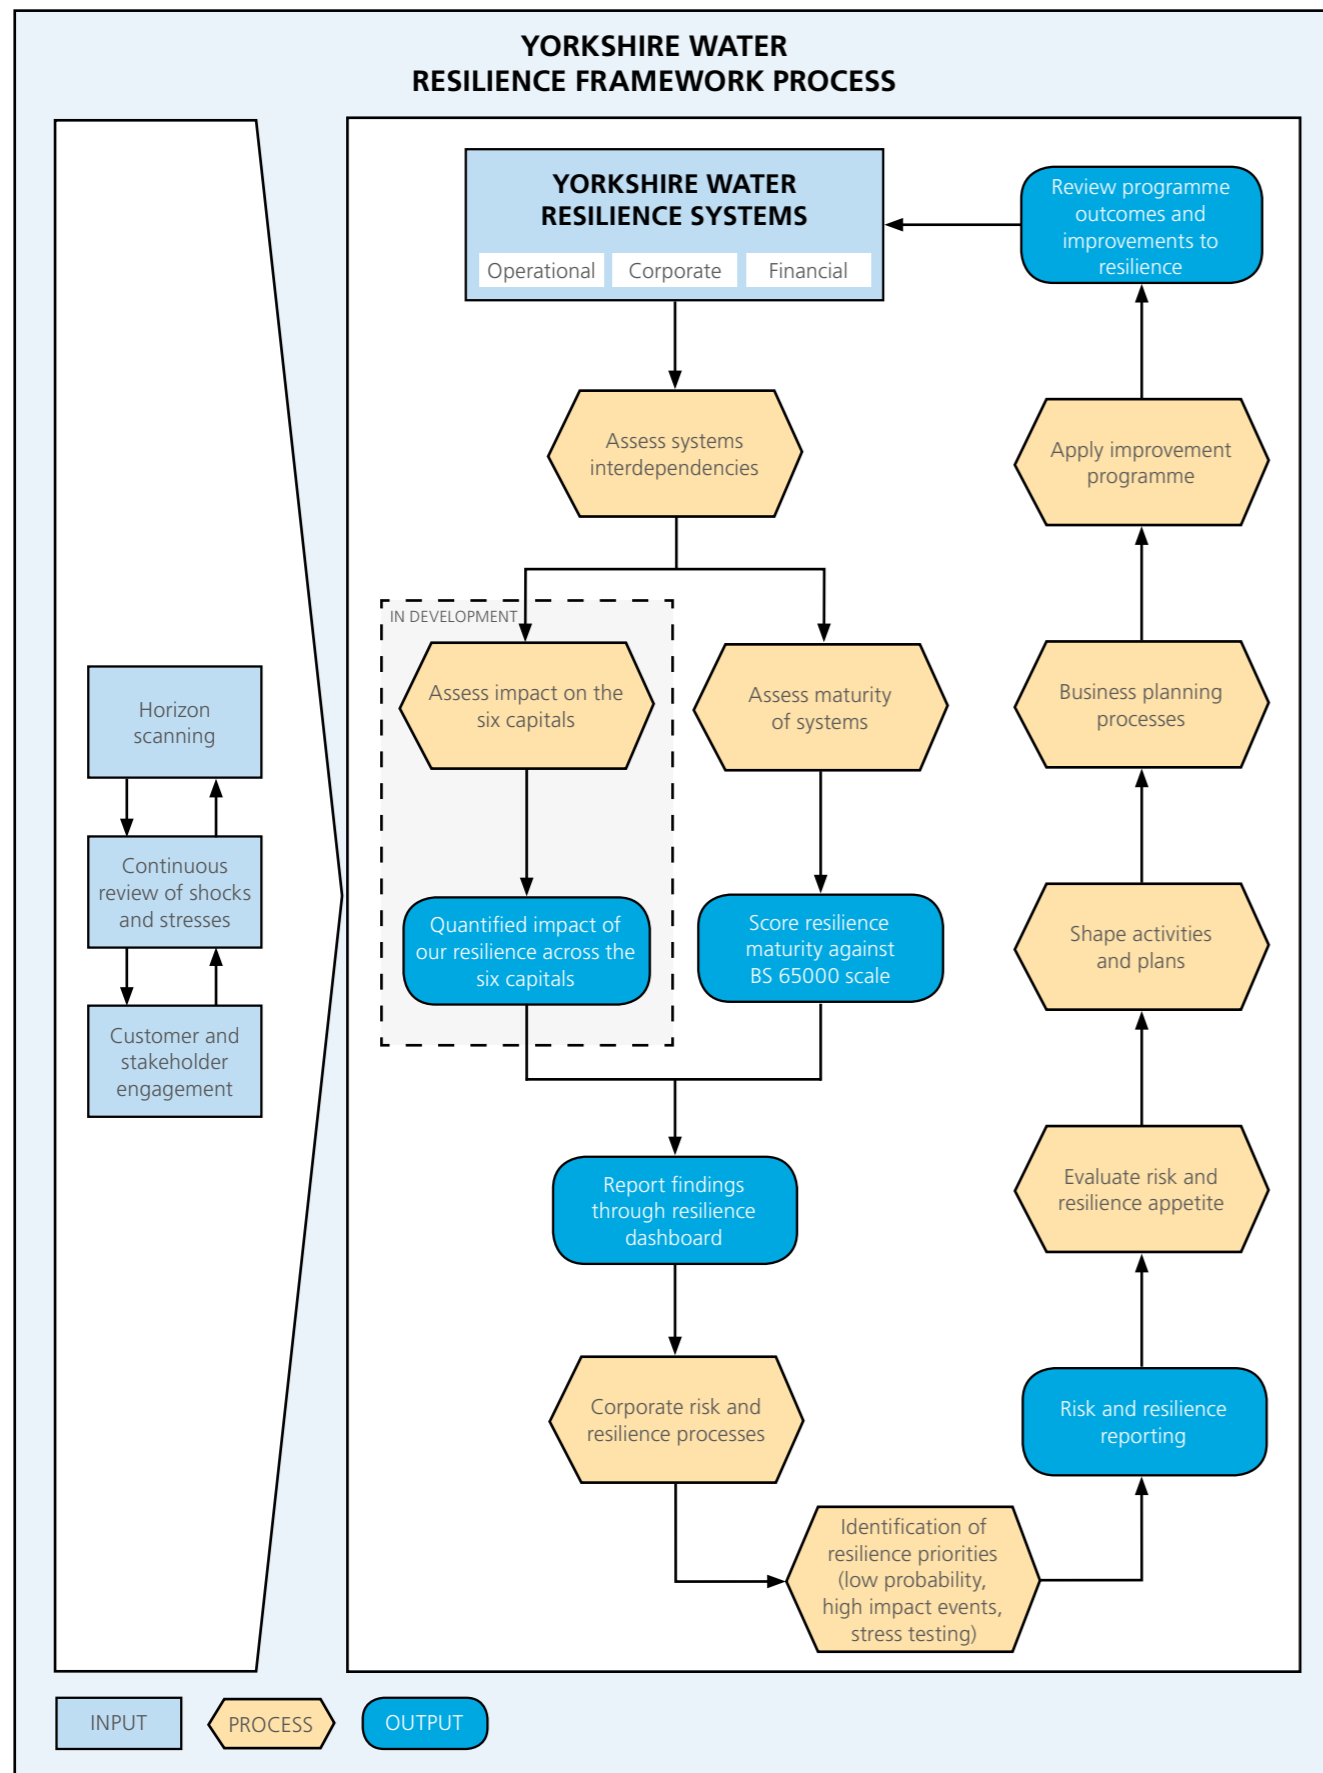 YORKSHIRE WATER
RESILIENCE FRAMEWORK PROCESS
Horizon
scanning
Continuous
review of shocks
and stresses
Customer and
stakeholder
engagement
YORKSHIRE WATER
RESILIENCE SYSTEMS
Operational
Corporate
Financial
Assess systems
interdependencies
IN DEVELOPMENT
Assess impact on the
six capitals
Assess maturity
of systems
Quantified impact of
our resilience across the
six capitals
Score resilience
maturity against
BS 65000 scale
Report findings
through resilience
dashboard
Corporate risk and
resilience processes
Identification of
resilience priorities
(low probability,
high impact events,
stress testing)
Risk and resilience
reporting
Evaluate risk and
resilience appetite
Shape activities
and plans
Business planning
processes
Apply improvement
programme
Review programme
outcomes and
improvements to
resilience
INPUT
PROCESS
OUTPUT